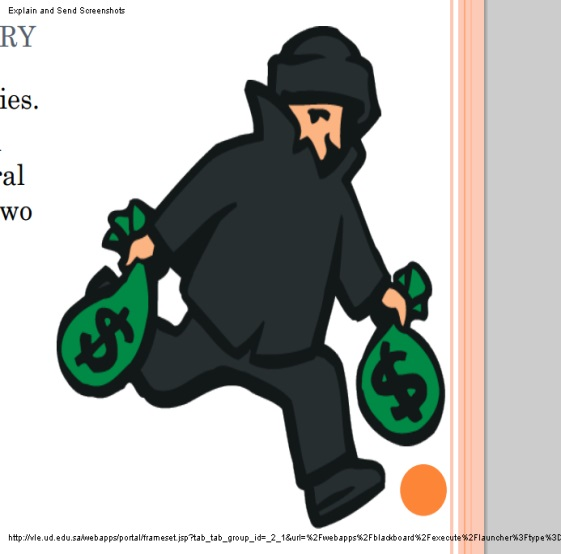 Explain and Send Screenshots
RY
ies.
ral
wo
$
$
http://vle.ud.edu.sa/webapps/portal/frameset.jsp?tab_tab_group_id=_2_1&url=%2Fwebapps%2Fblackboard%2Fexecute%2Flauncher%3Ftype%3D